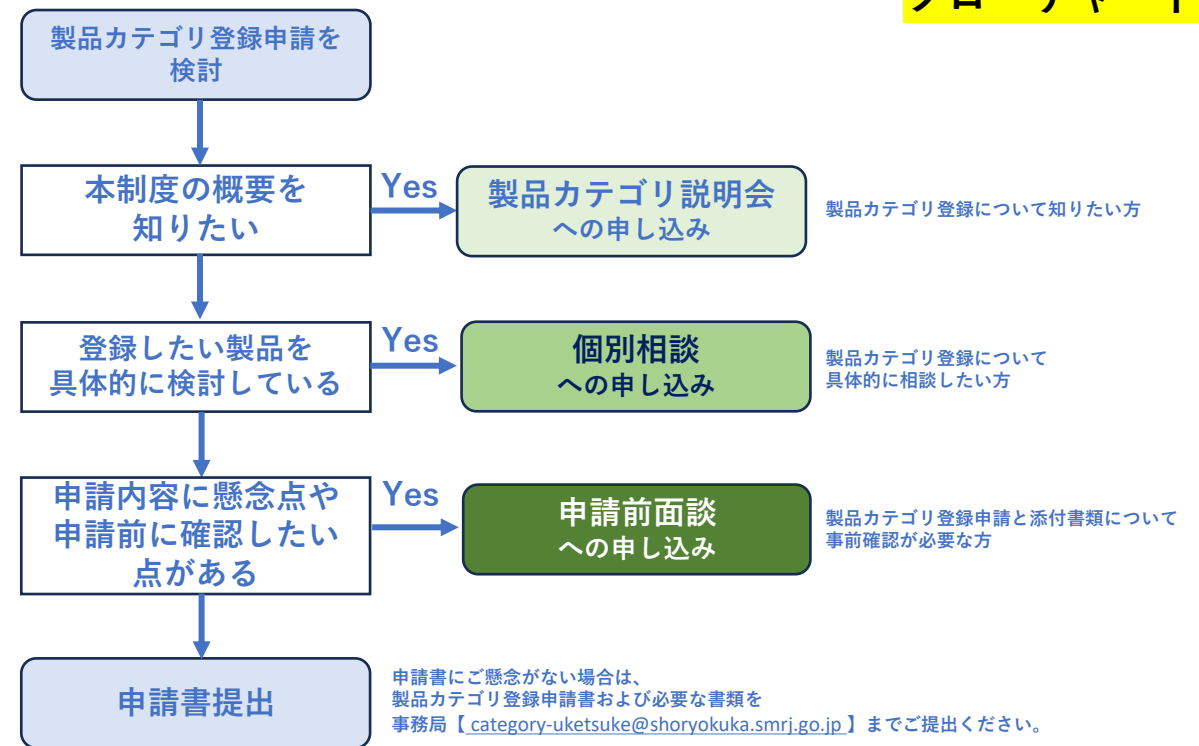 フローチャート
製品カテゴリ登録申請を
検討
本制度の概要を
知りたい
Yes
製品カテゴリ説明会
への申し込み
製品カテゴリ登録について知りたい方
登録したい製品を
具体的に検討している
Yes
個別相談
への申し込み
製品カテゴリ登録について
具体的に相談したい方
申請内容に懸念点や
申請前に確認したい
点がある
Yes
申請前面談
への申し込み
製品カテゴリ登録申請と添付書類について
事前確認が必要な方
申請書提出
申請書にご懸念がない場合は、
製品カテゴリ登録申請書および必要な書類を
事務局【 category-uketsuke@shoryokuka.smrj.go.jp 】までご提出ください。